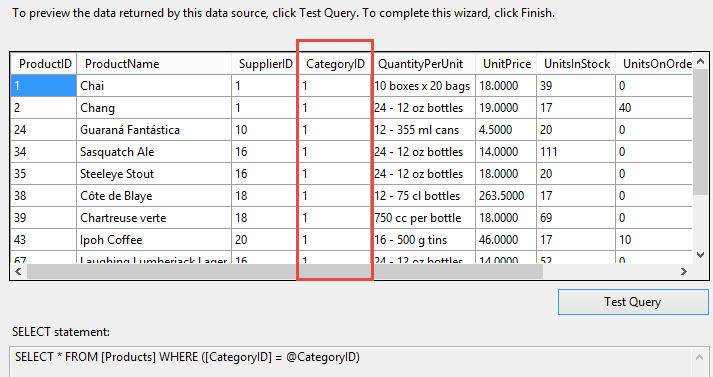 To preview the data returned by this data source, click Test Query. To complete this wizard, click Finish.
ProductID ProductName SupplierID CategoryID QuantityPerUnit UnitPrice UnitsInStock UnitsOnOrde
1 Chai 1 1 10 boxes x 20 bags 18.0000 39 0
2 Chang 1 1 24 - 12 oz bottles 19.0000 17 40
24 Guaraná Fantástica 10 1 12 - 355 ml cans 4.5000 20 0
34 Sasquatch Ale 16 1 24 - 12 oz bottles 14.0000 111 0
35 Steeleye Stout 16 1 24 - 12 oz bottles 18.0000 20 0
38 Côte de Blaye 18 1 12 - 75 cl bottles 263.5000 17 0
39 Chartreuse verte 18 1 750 cc per bottle 18.0000 69 0
43 Ipoh Coffee 20 1 16 - 500 g tins 46.0000 17 10
67 Laughing Lumberjack Lager 16 1 24 - 12 oz bottles 14.0000 52 0
Test Query
SELECT statement:
SELECT * FROM [Products] WHERE ([CategoryID] = @CategoryID)